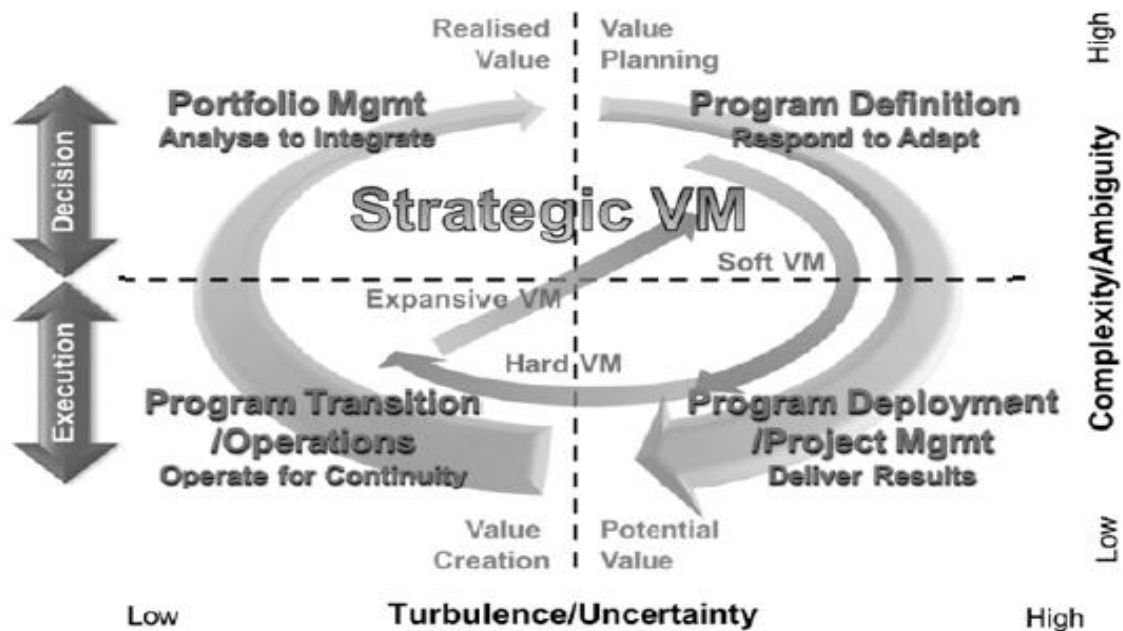 Realised
Value
Value
Planning
High
Portfolio Mgmt
Analyse to Integrate
Program Definition
Respond to Adapt
Decision
Strategic VM
Soft VM
Expansive VM
Complexity/Ambiguity
Execution
Hard VM
Program Transition
/Operations
Operate for Continuity
Program Deployment
/Project Mgmt
Deliver Results
Value
Creation
Potential
Value
Low
Low
Turbulence/Uncertainty
High